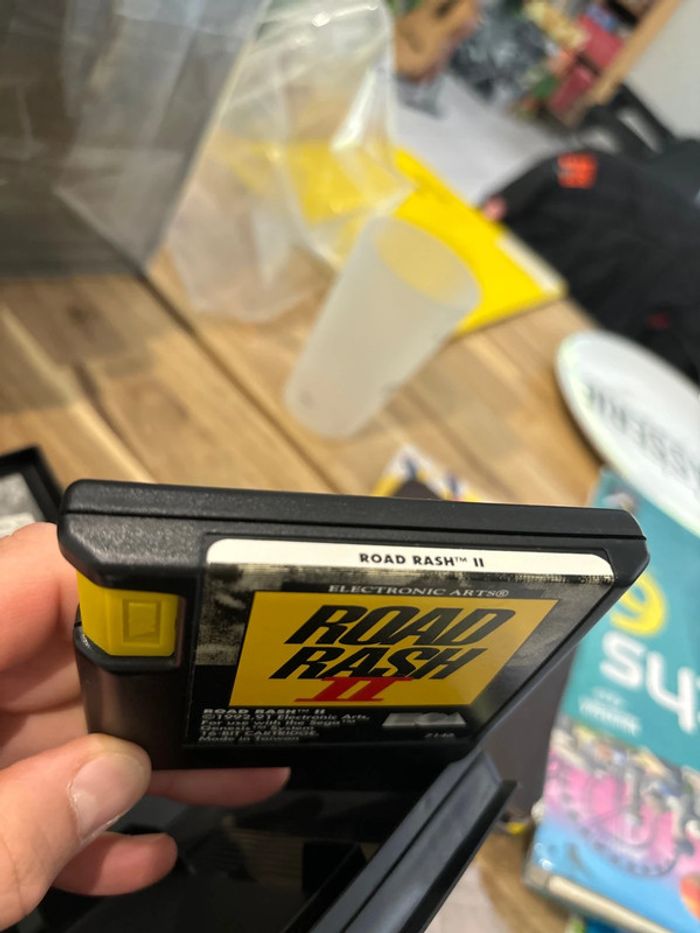 ROAD RASH™ II
ELECTRONIC ARTS®
ROAD
RASH
II
ROAD RASH™ II
©1992,91 Electronic Arts.
For use with the Sega™
Genesis™ System
16-BIT CARTRIDGE
Made in Taiwan